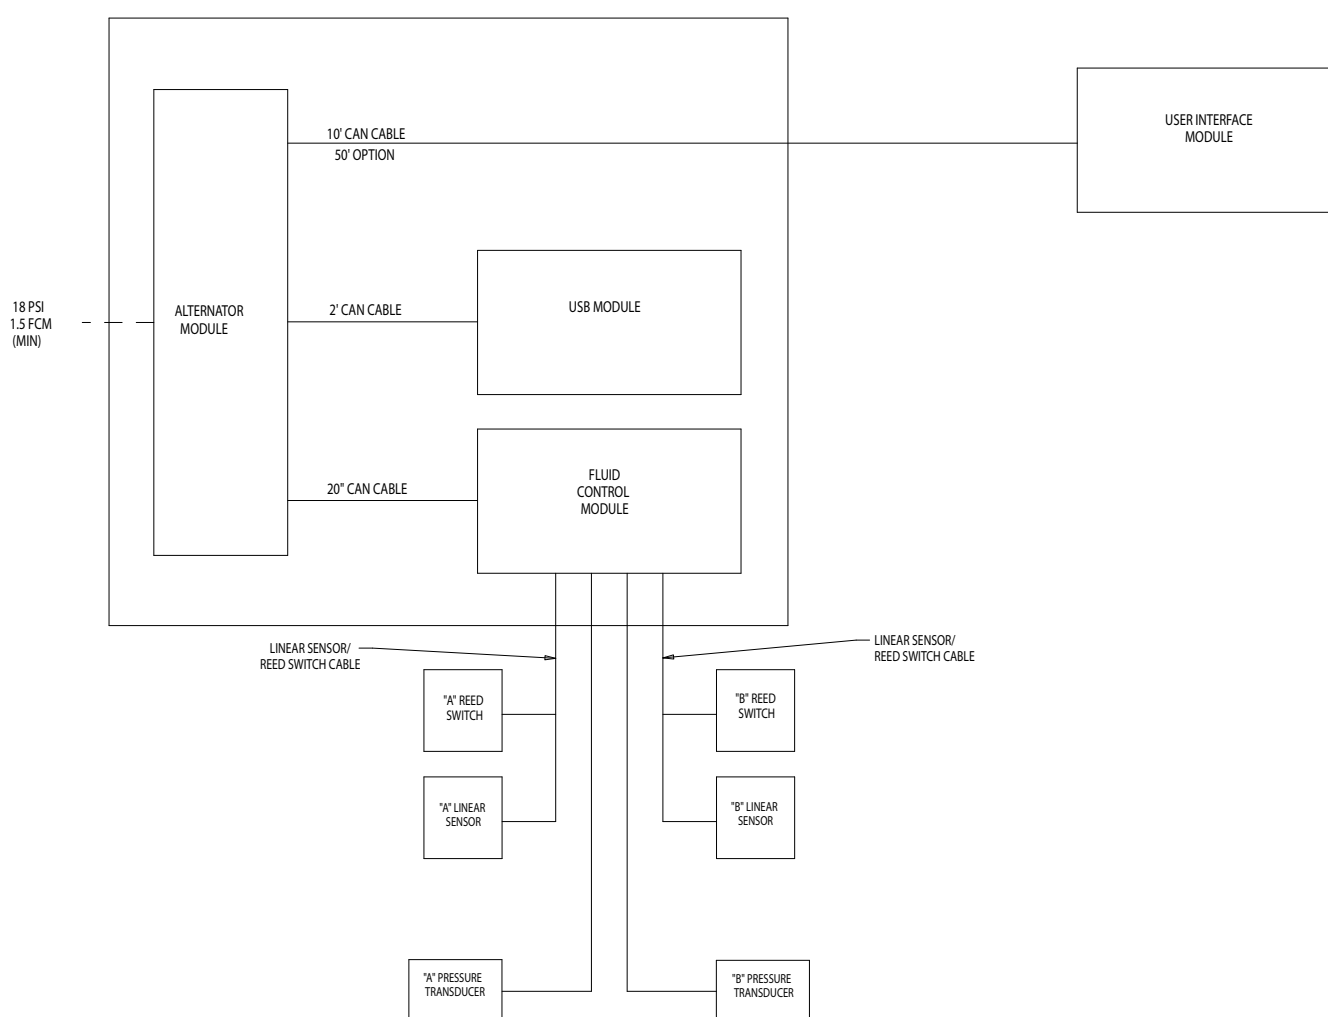 10' CAN CABLE
50' OPTION
USER INTERFACE
MODULE
18 PSI
1.5 FCM
(MIN)
ALTERNATOR
MODULE
2' CAN CABLE
USB MODULE
20" CAN CABLE
FLUID
CONTROL
MODULE
LINEAR SENSOR/
REED SWITCH CABLE
LINEAR SENSOR/
REED SWITCH CABLE
"A" REED
SWITCH
"B" REED
SWITCH
"A" LINEAR
SENSOR
"B" LINEAR
SENSOR
"A" PRESSURE
TRANSDUCER
"B" PRESSURE
TRANSDUCER